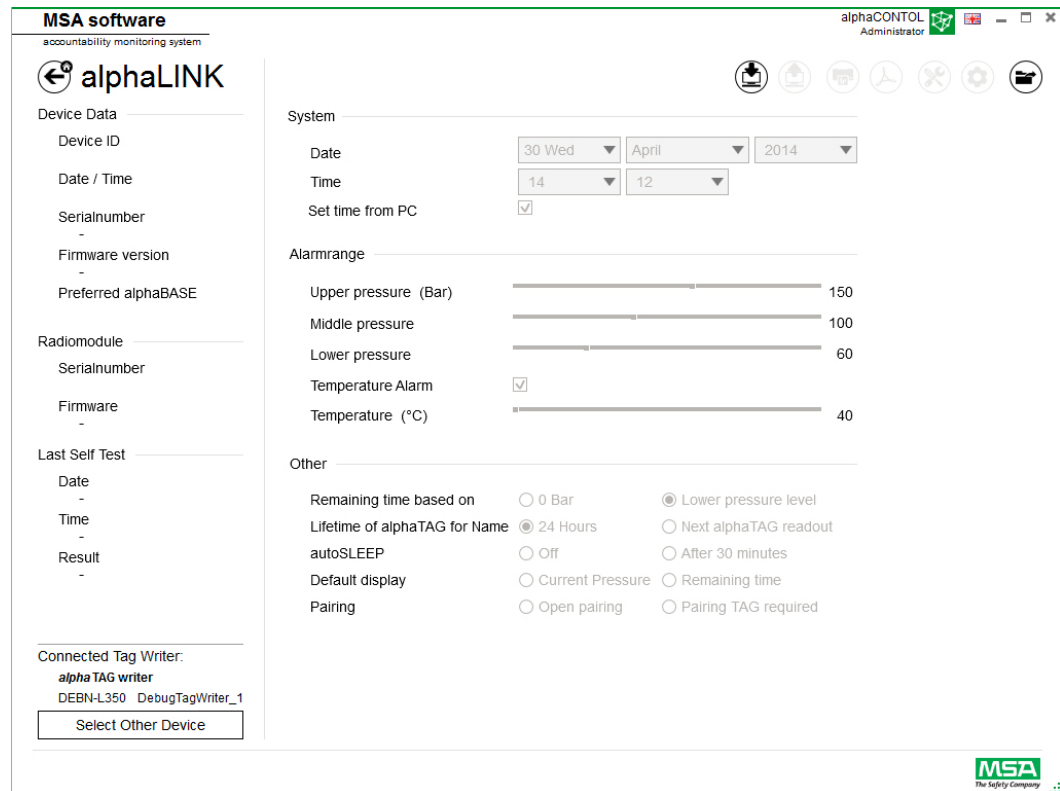 MSA software
accountability monitoring system
alphaCONTOL
Administrator
alphaLINK
Device Data
Device ID
Date / Time
Serialnumber
-
Firmware version
-
Preferred alphaBASE
Radiomodule
Serialnumber
Firmware
-
Last Self Test
Date
-
Time
-
Result
-
Connected Tag Writer:
alphaTAG writer
DEBN-L350 DebugTagWriter_1
Select Other Device
System
Date 30 Wed April 2014
Time 14 12
Set time from PC
Alarmrange
Upper pressure (Bar) 150
Middle pressure 100
Lower pressure 60
Temperature Alarm
Temperature (°C) 40
Other
Remaining time based on 0 Bar Lower pressure level
Lifetime of alphaTAG for Name 24 Hours Next alphaTAG readout
autoSLEEP Off After 30 minutes
Default display Current Pressure Remaining time
Pairing Open pairing Pairing TAG required
MSA
The Safety Company